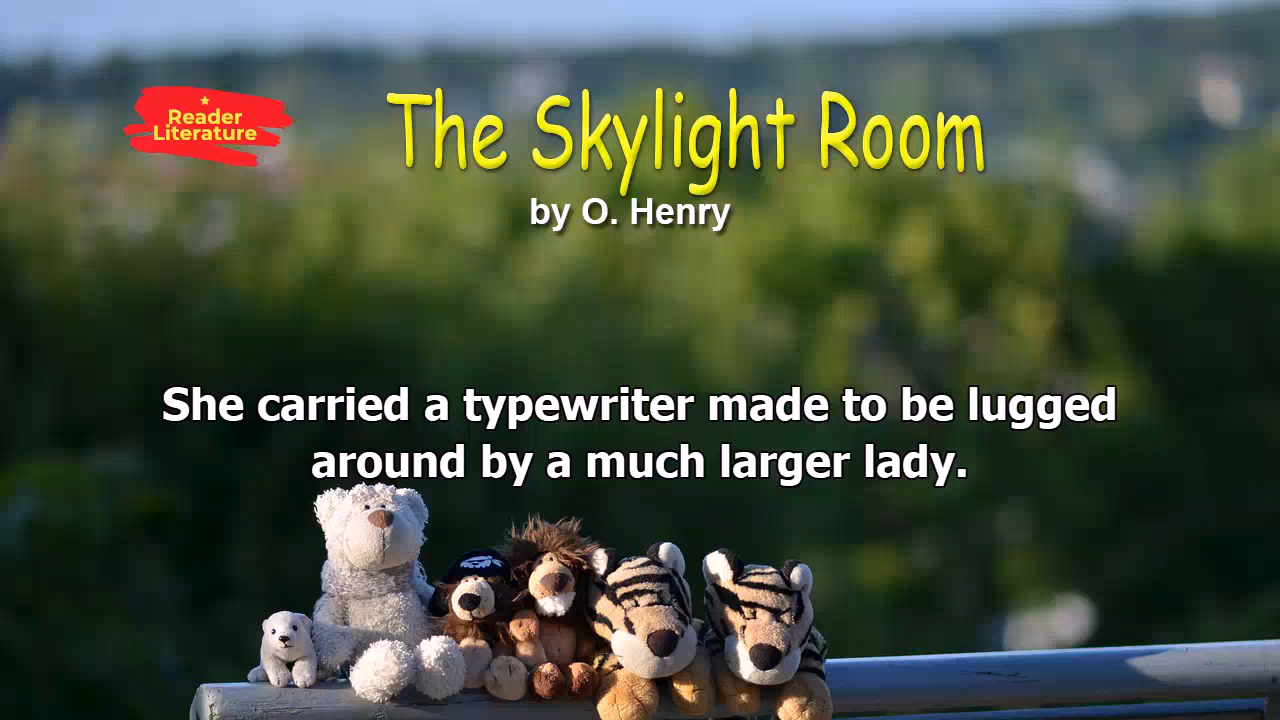 Reader
Literature
The Skylight Room
by O. Henry
She carried a typewriter made to be lugged
around by a much larger lady.